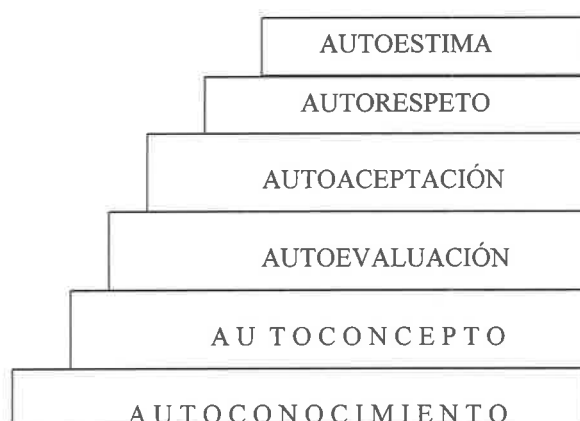 AUTOESTIMA
AUTORESPETO
AUTOACEPTACIÓN
AUTOEVALUACIÓN
AU TOCONCEPTO
AUTOCONOCIMIENTO